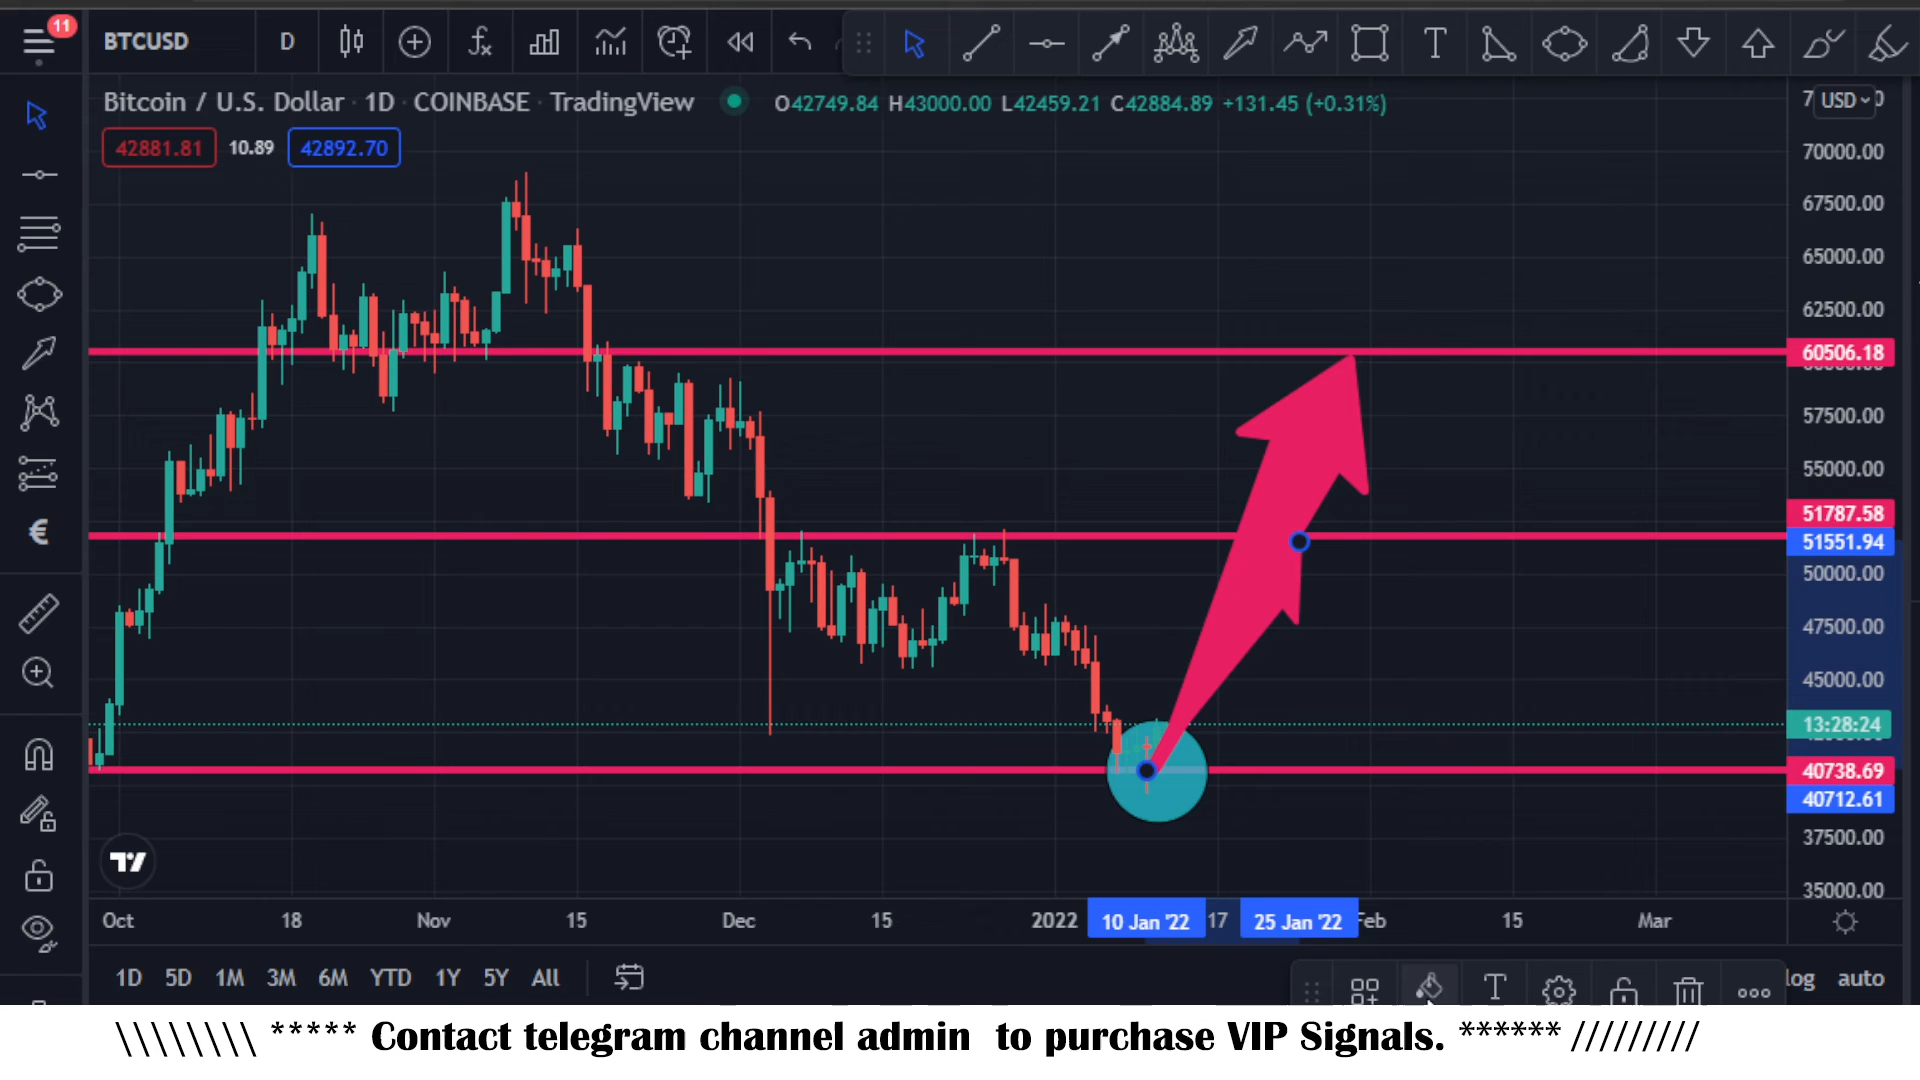 11
BTCUSD D fx T
Bitcoin / U.S. Dollar · 1D · COINBASE · TradingView O42749.84 H43000.00 L42459.21 C42884.89 +131.45 (+0.31%)
USD
42881.81 10.89 42892.70
70000.00
67500.00
65000.00
62500.00
60506.18
57500.00
55000.00
51787.58
51551.94
50000.00
47500.00
45000.00
13:28:24
40738.69
40712.61
37500.00
35000.00
€
TV
Oct 18 Nov 15 Dec 15 2022 10 Jan '22 17 25 Jan '22 Feb 15 Mar
1D 5D 1M 3M 6M YTD 1Y 5Y All T log auto
\\\\\\\\ ***** Contact telegram channel admin to purchase VIP Signals. ****** /////////